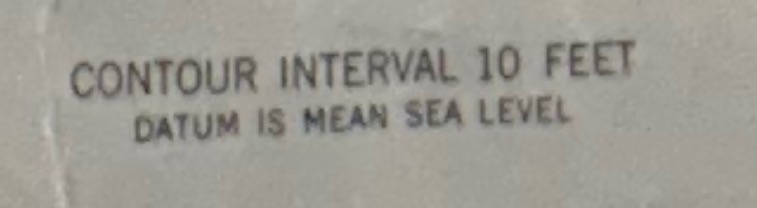 CONTOUR INTERVAL 10 FEET
DATUM IS MEAN SEA LEVEL